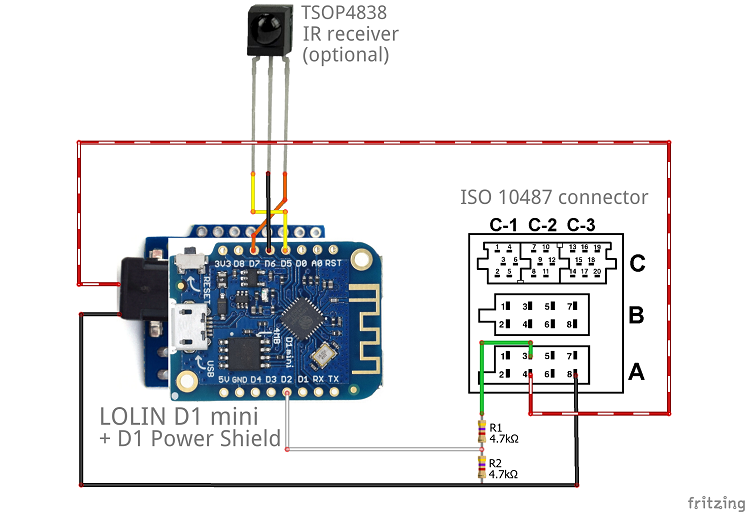 TSOP4838
IR receiver
(optional)
ISO 10487 connector
C-1 C-2 C-3
1 4 7 10 13 16 19
3 6 9 12 15 18
2 5 8 11 14 17 20
C
1 3 5 7
2 4 6 8
B
1 3 5 7
2 4 6 8
A
3V3 D8 D7 D6 D5 D0 A0 RST
RESET
4MB
D1mini
USB
5V GND D4 D3 D2 D1 RX TX
LOLIN D1 mini
+ D1 Power Shield
R1
4.7kΩ
R2
4.7kΩ
fritzing